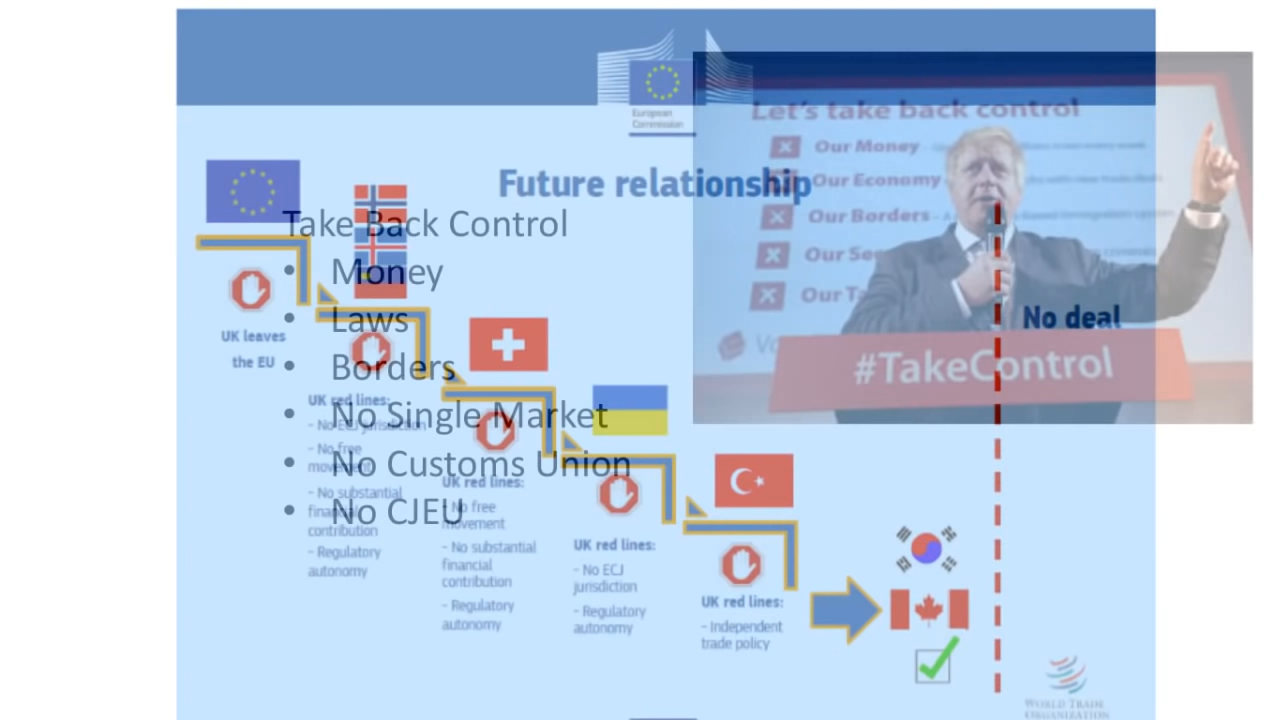 European
Commission
Future relationship
Let's take back control
Our Money
Our Economy
Our Borders
Our
Our
#TakeControl
No deal
Take Back Control
• Money
• Laws
• Borders
• No Single Market
• No Customs Union
• No CJEU
UK leaves
the EU
UK red lines:
- No ECJ jurisdiction
- No free
movement
- No substantial
financial
contribution
- Regulatory
autonomy
UK red lines:
- No free
movement
- No substantial
financial
contribution
- Regulatory
autonomy
UK red lines:
- No ECJ
jurisdiction
- Regulatory
autonomy
UK red lines:
- Independent
trade policy
WORLD TRADE
ORGANIZATION